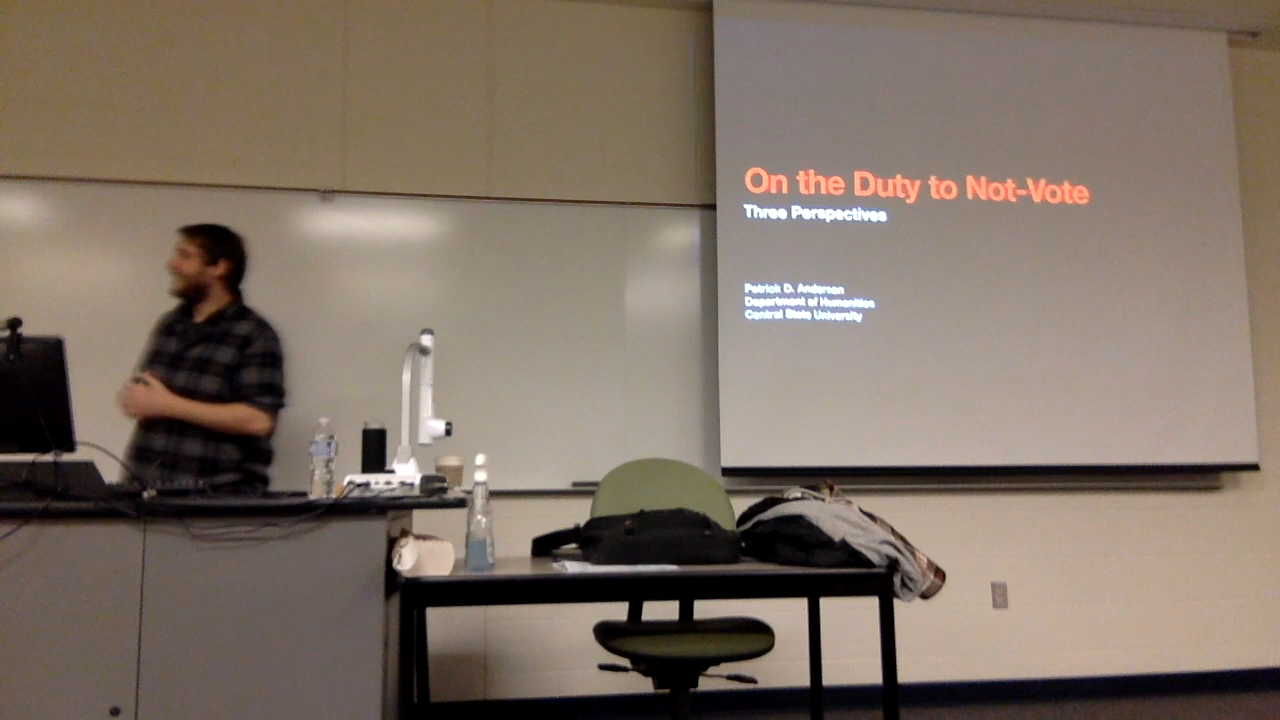 On the Duty to Not-Vote
Three Perspectives
Patrick D. Anderson
Department of Humanities
Central State University